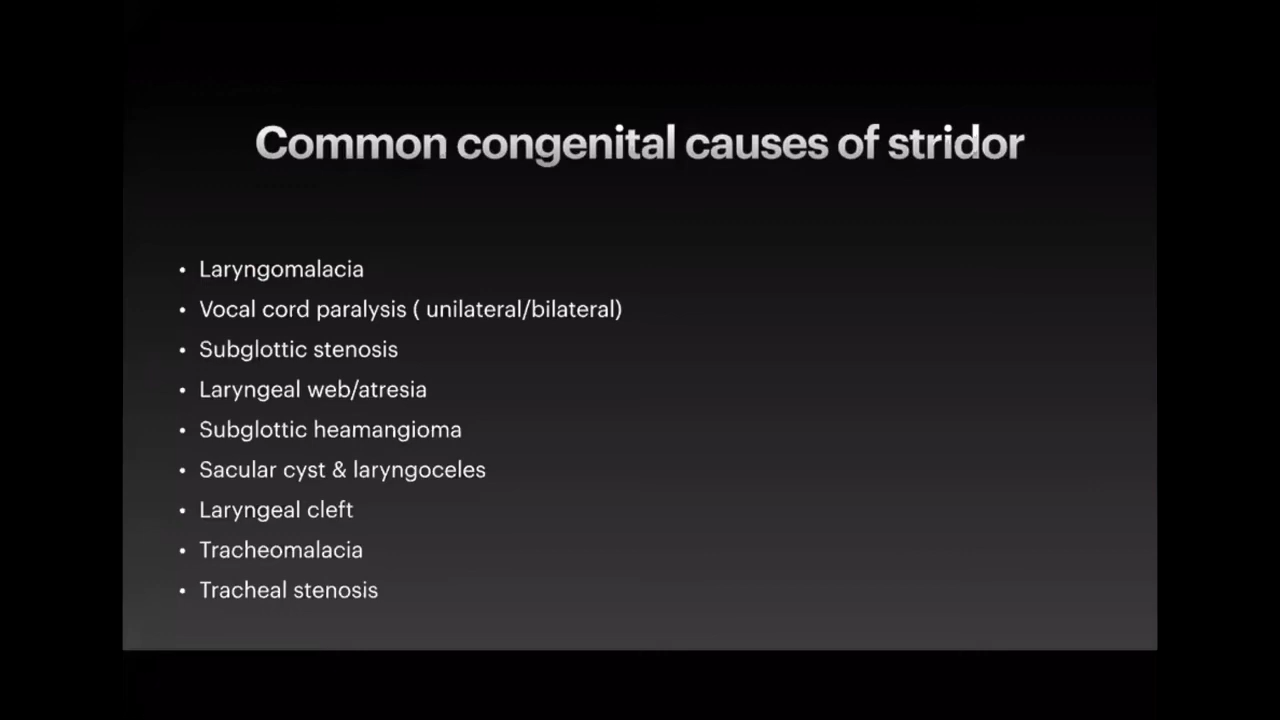 Common congenital causes of stridor
• Laryngomalacia
• Vocal cord paralysis ( unilateral/bilateral)
• Subglottic stenosis
• Laryngeal web/atresia
• Subglottic heamangioma
• Sacular cyst & laryngoceles
• Laryngeal cleft
• Tracheomalacia
• Tracheal stenosis